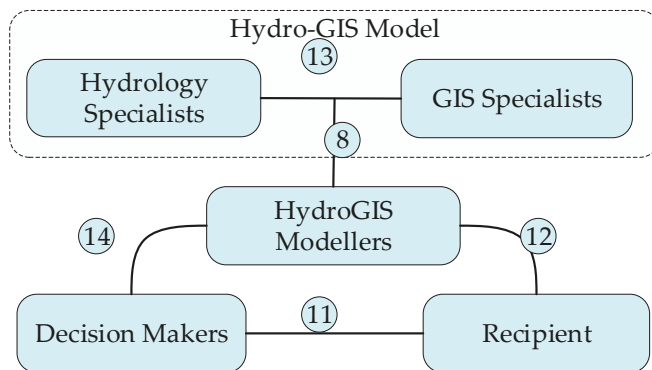 Hydro-GIS Model
13
Hydrology
Specialists
GIS Specialists
8
HydroGIS
Modellers
14
12
Decision Makers
11
Recipient